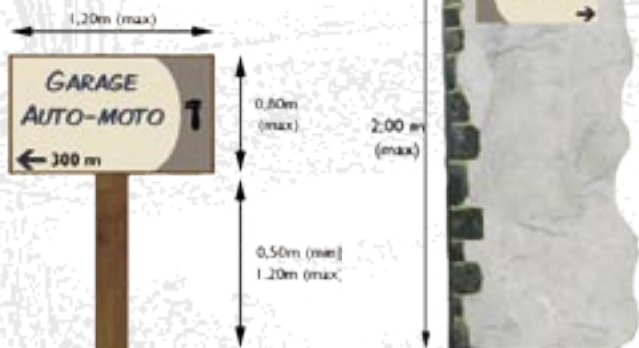 1,20m (max)
GARAGE
AUTO-MOTO
← 300 m
0,80m
(max)
0,50m (min)
1.20m (max)
2.00 m
(max)
→